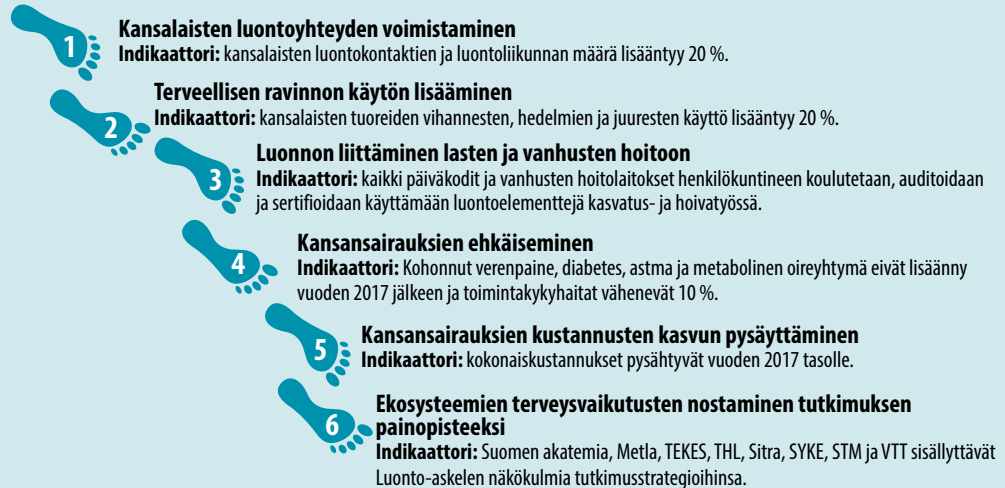 1
Kansalaisten luontoyhteyden voimistaminen
Indikaattori: kansalaisten luontokontaktien ja luontoliikunnan määrä lisääntyy 20 %.
2
Terveellisen ravinnon käytön lisääminen
Indikaattori: kansalaisten tuoreiden vihannesten, hedelmien ja juuresten käyttö lisääntyy 20 %.
3
Luonnon liittäminen lasten ja vanhusten hoitoon
Indikaattori: kaikki päiväkodit ja vanhusten hoitolaitokset henkilökuntineen koulutetaan, auditoidaan
ja sertifioidaan käyttämään luontoelementtejä kasvatus- ja hoivatyössä.
4
Kansansairauksien ehkäiseminen
Indikaattori: Kohonnut verenpaine, diabetes, astma ja metabolinen oireyhtymä eivät lisäänny
vuoden 2017 jälkeen ja toimintakykyhaitat vähenevät 10 %.
5
Kansansairauksien kustannusten kasvun pysäyttäminen
Indikaattori: kokonaiskustannukset pysähtyvät vuoden 2017 tasolle.
6
Ekosysteemien terveysvaikutusten nostaminen tutkimuksen
painopisteeksi
Indikaattori: Suomen akatemia, Metla, TEKES, THL, Sitra, SYKE, STM ja VTT sisällyttävät
Luonto-askelen näkökulmia tutkimusstrategioihinsa.